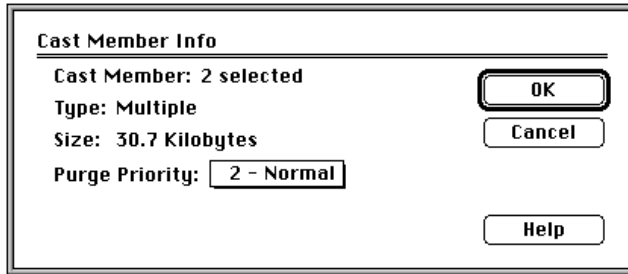 Cast Member Info
Cast Member: 2 selected
Type: Multiple
Size: 30.7 Kilobytes
Purge Priority: 2 - Normal
OK
Cancel
Help